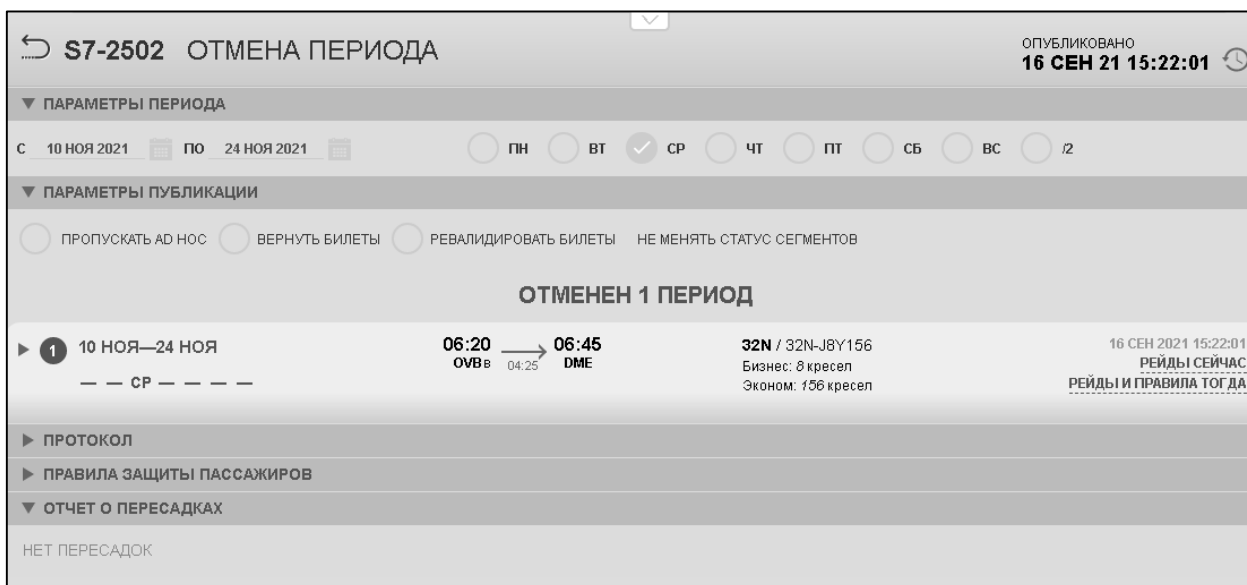 S7-2502 ОТМЕНА ПЕРИОДА
ОПУБЛИКОВАНО
16 СЕН 21 15:22:01
ПАРАМЕТРЫ ПЕРИОДА
С 10 НОЯ 2021 ПО 24 НОЯ 2021 ПН ВТ СР ЧТ ПТ СБ ВС /2
ПАРАМЕТРЫ ПУБЛИКАЦИИ
ПРОПУСКАТЬ AD HOC ВЕРНУТЬ БИЛЕТЫ РЕВАЛИДИРОВАТЬ БИЛЕТЫ НЕ МЕНЯТЬ СТАТУС СЕГМЕНТОВ
ОТМЕНЕН 1 ПЕРИОД
1 10 НОЯ—24 НОЯ
— — СР — — — —
06:20 06:45
OVB B 04:25 DME
32N / 32N-J8Y156
Бизнес: 8 кресел
Эконом: 156 кресел
16 СЕН 2021 15:22:01
РЕЙДЫ СЕЙЧАС
РЕЙДЫ И ПРАВИЛА ТОГДА
ПРОТОКОЛ
ПРАВИЛА ЗАЩИТЫ ПАССАЖИРОВ
ОТЧЕТ О ПЕРЕСАДКАХ
НЕТ ПЕРЕСАДОК